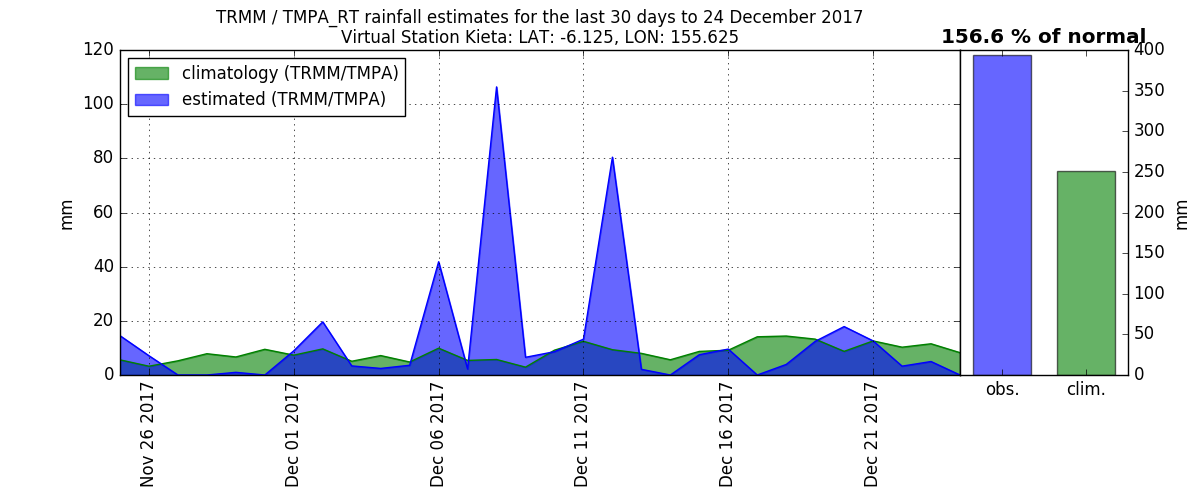 TRMM / TMPA_RT rainfall estimates for the last 30 days to 24 December 2017
Virtual Station Kieta: LAT: -6.125, LON: 155.625
156.6 % of normal
climatology (TRMM/TMPA)
estimated (TRMM/TMPA)
mm
120
100
80
60
40
20
0
Nov 26 2017
Dec 01 2017
Dec 06 2017
Dec 11 2017
Dec 16 2017
Dec 21 2017
400
350
300
250
200
150
100
50
0
mm
obs.
clim.